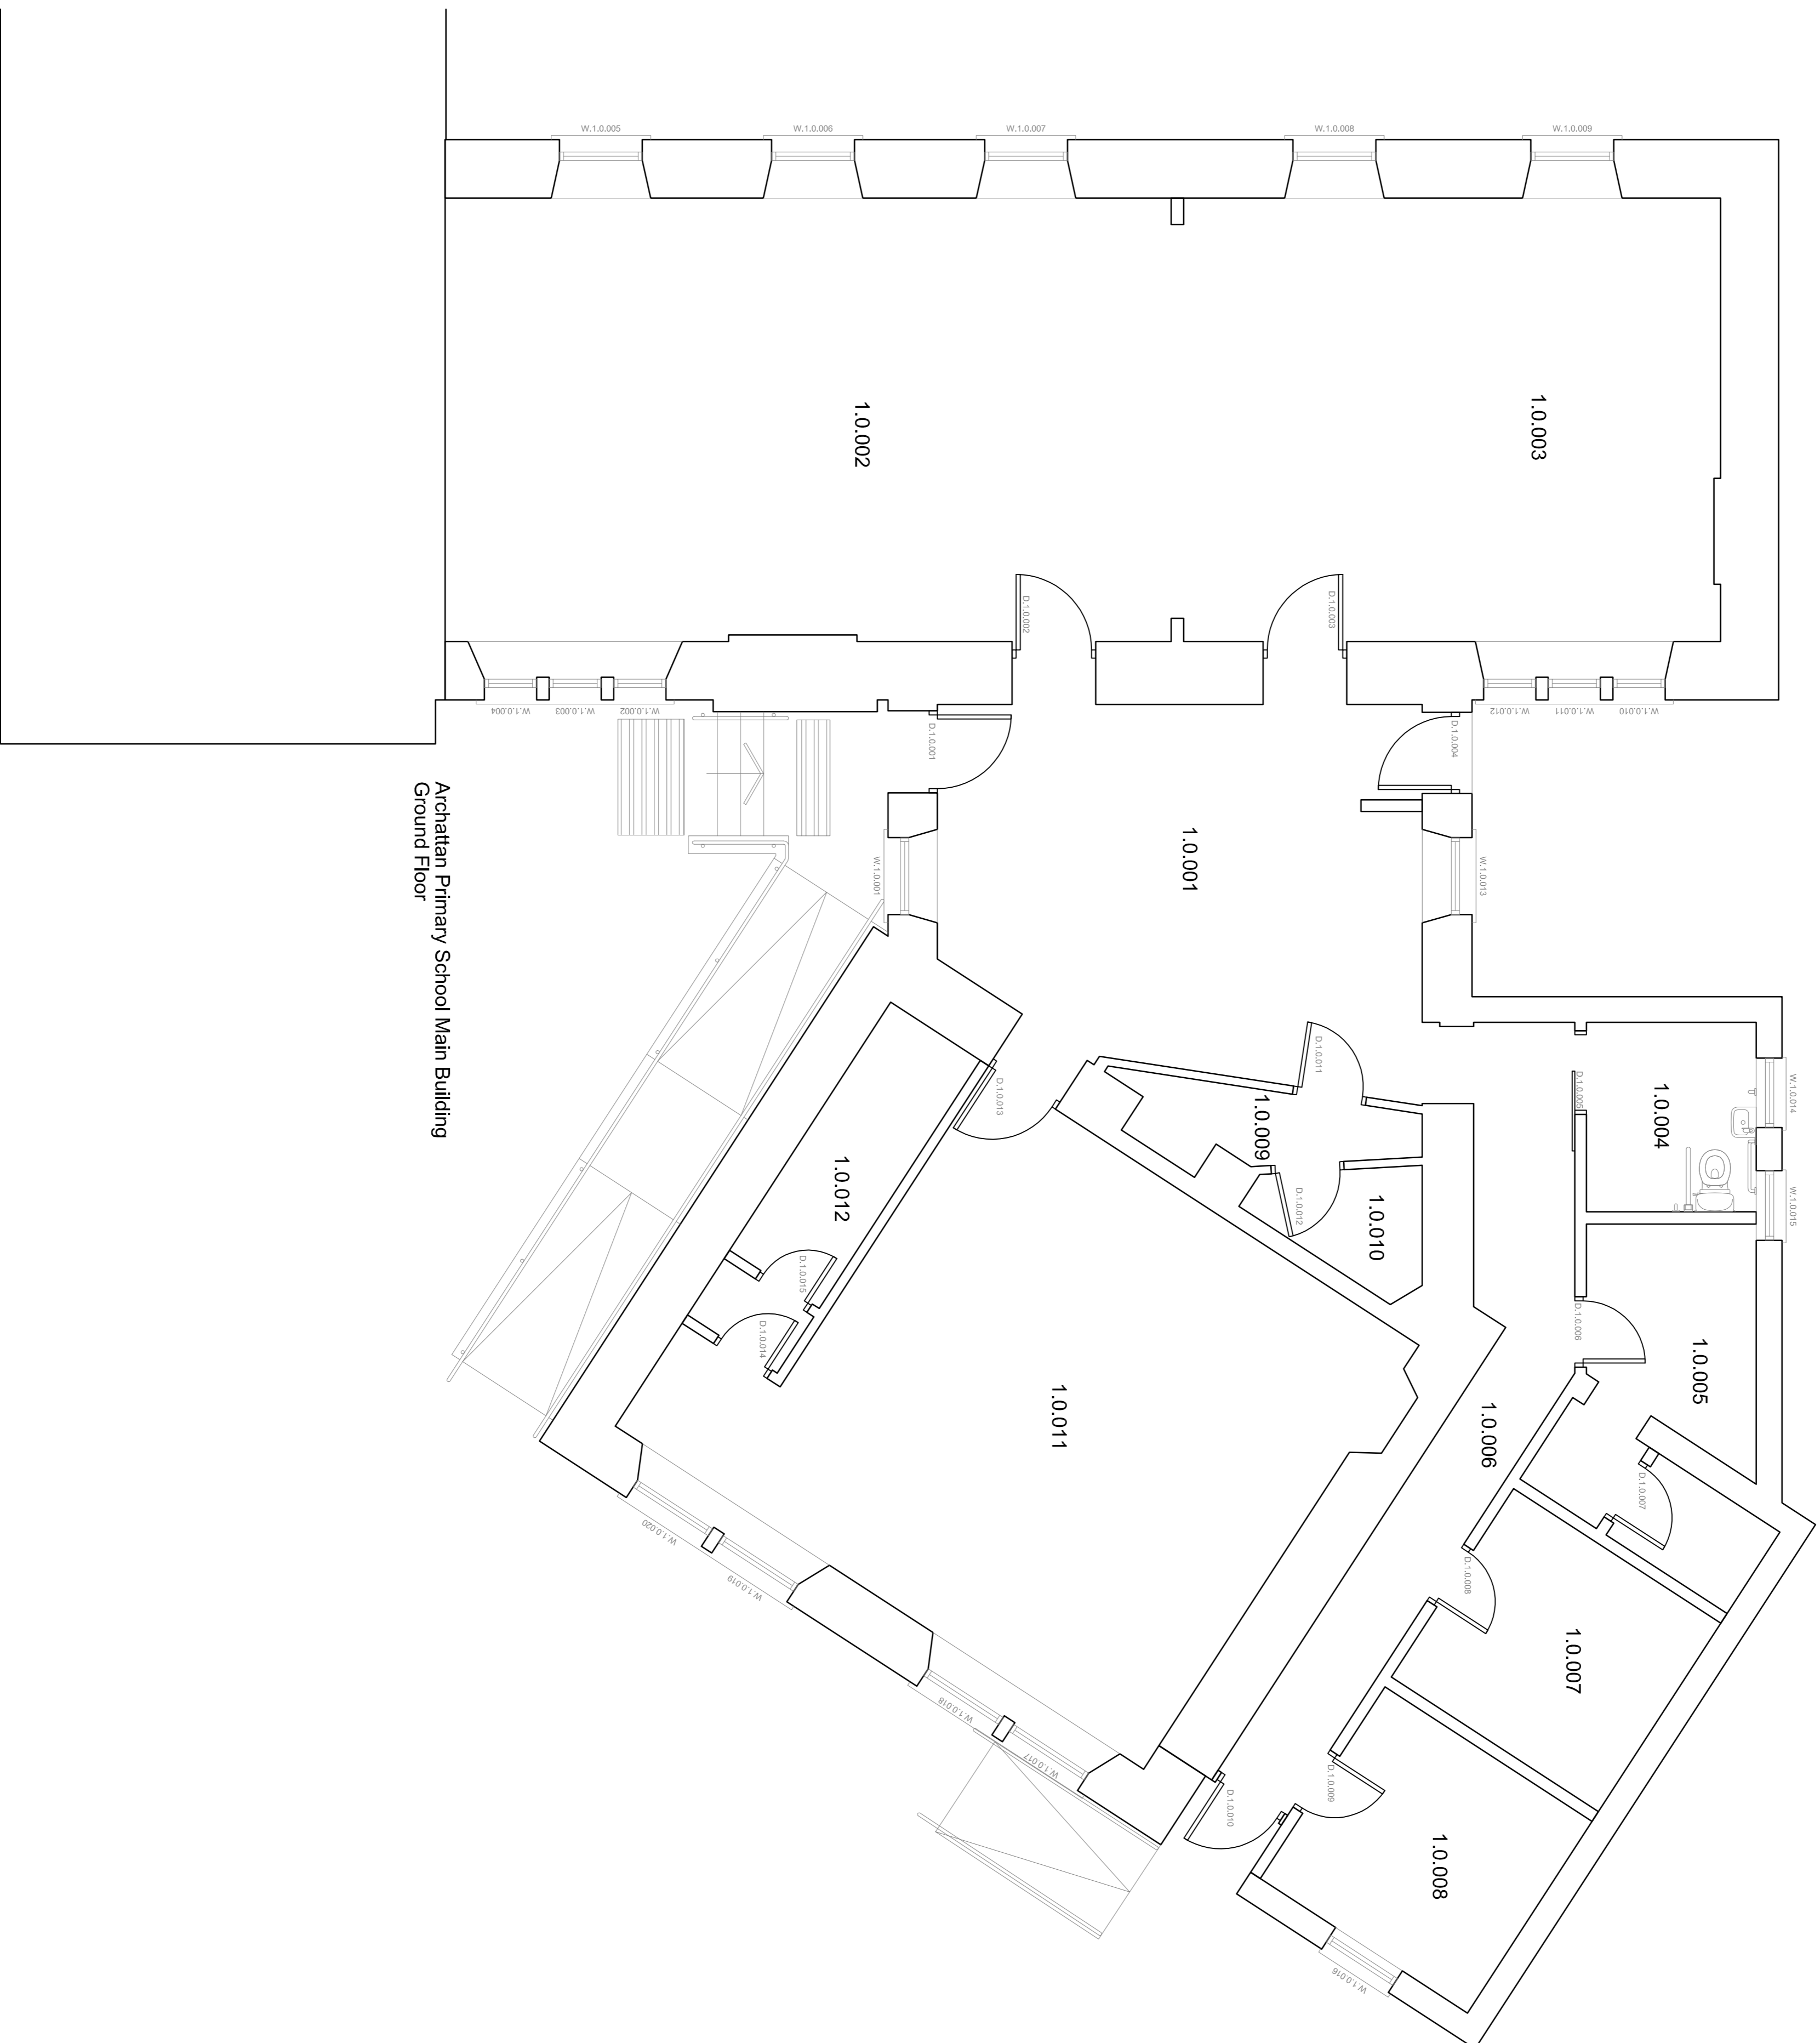 Archattan Primary School Main Building
Ground Floor
W.1.0.005
W.1.0.006
W.1.0.007
W.1.0.008
W.1.0.009
1.0.002
1.0.003
D.1.0.002
D.1.0.003
W.1.0.004
W.1.0.003
W.1.0.002
W.1.0.012
W.1.0.011
W.1.0.010
D.1.0.001
D.1.0.004
1.0.001
W.1.0.001
W.1.0.013
D.1.0.011
D.1.0.005
1.0.004
W.1.0.014
W.1.0.015
D.1.0.013
1.0.009
1.0.012
D.1.0.012
1.0.010
D.1.0.015
D.1.0.014
D.1.0.006
1.0.005
1.0.011
1.0.006
D.1.0.007
W.1.0.020
W.1.0.019
D.1.0.008
1.0.007
W.1.0.018
W.1.0.017
D.1.0.009
D.1.0.010
1.0.008
W.1.0.016